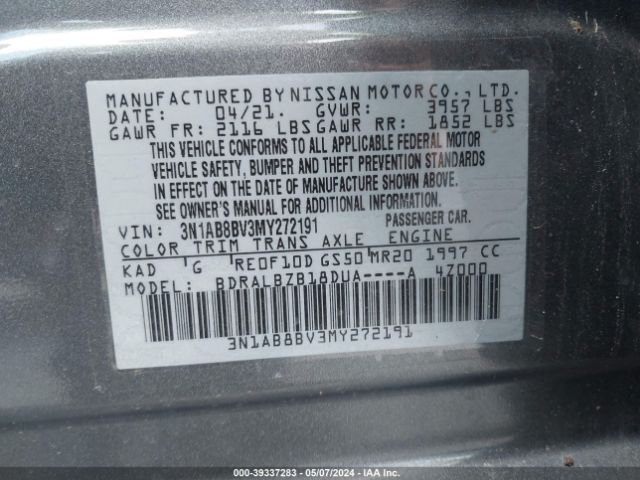 MANUFACTURED BY NISSAN MOTOR CO., LTD.
DATE: 04/21. GVWR: 3957 LBS
GAWR FR: 2116 LBS GAWR RR: 1852 LBS
THIS VEHICLE CONFORMS TO ALL APPLICABLE FEDERAL MOTOR
VEHICLE SAFETY, BUMPER AND THEFT PREVENTION STANDARDS
IN EFFECT ON THE DATE OF MANUFACTURE SHOWN ABOVE.
SEE OWNER'S MANUAL FOR ADDITIONAL INFORMATION.
VIN: 3N1AB8BV3MY272191 PASSENGER CAR.
COLOR TRIM TRANS AXLE ENGINE
KAD 'G RE0F10D GS50 MR20 1997 CC
MODEL: BDRALBZB18DUA----A 4Z000
3N1AB8BV3MY272191
000-39337283 - 05/07/2024 - IAA Copyright